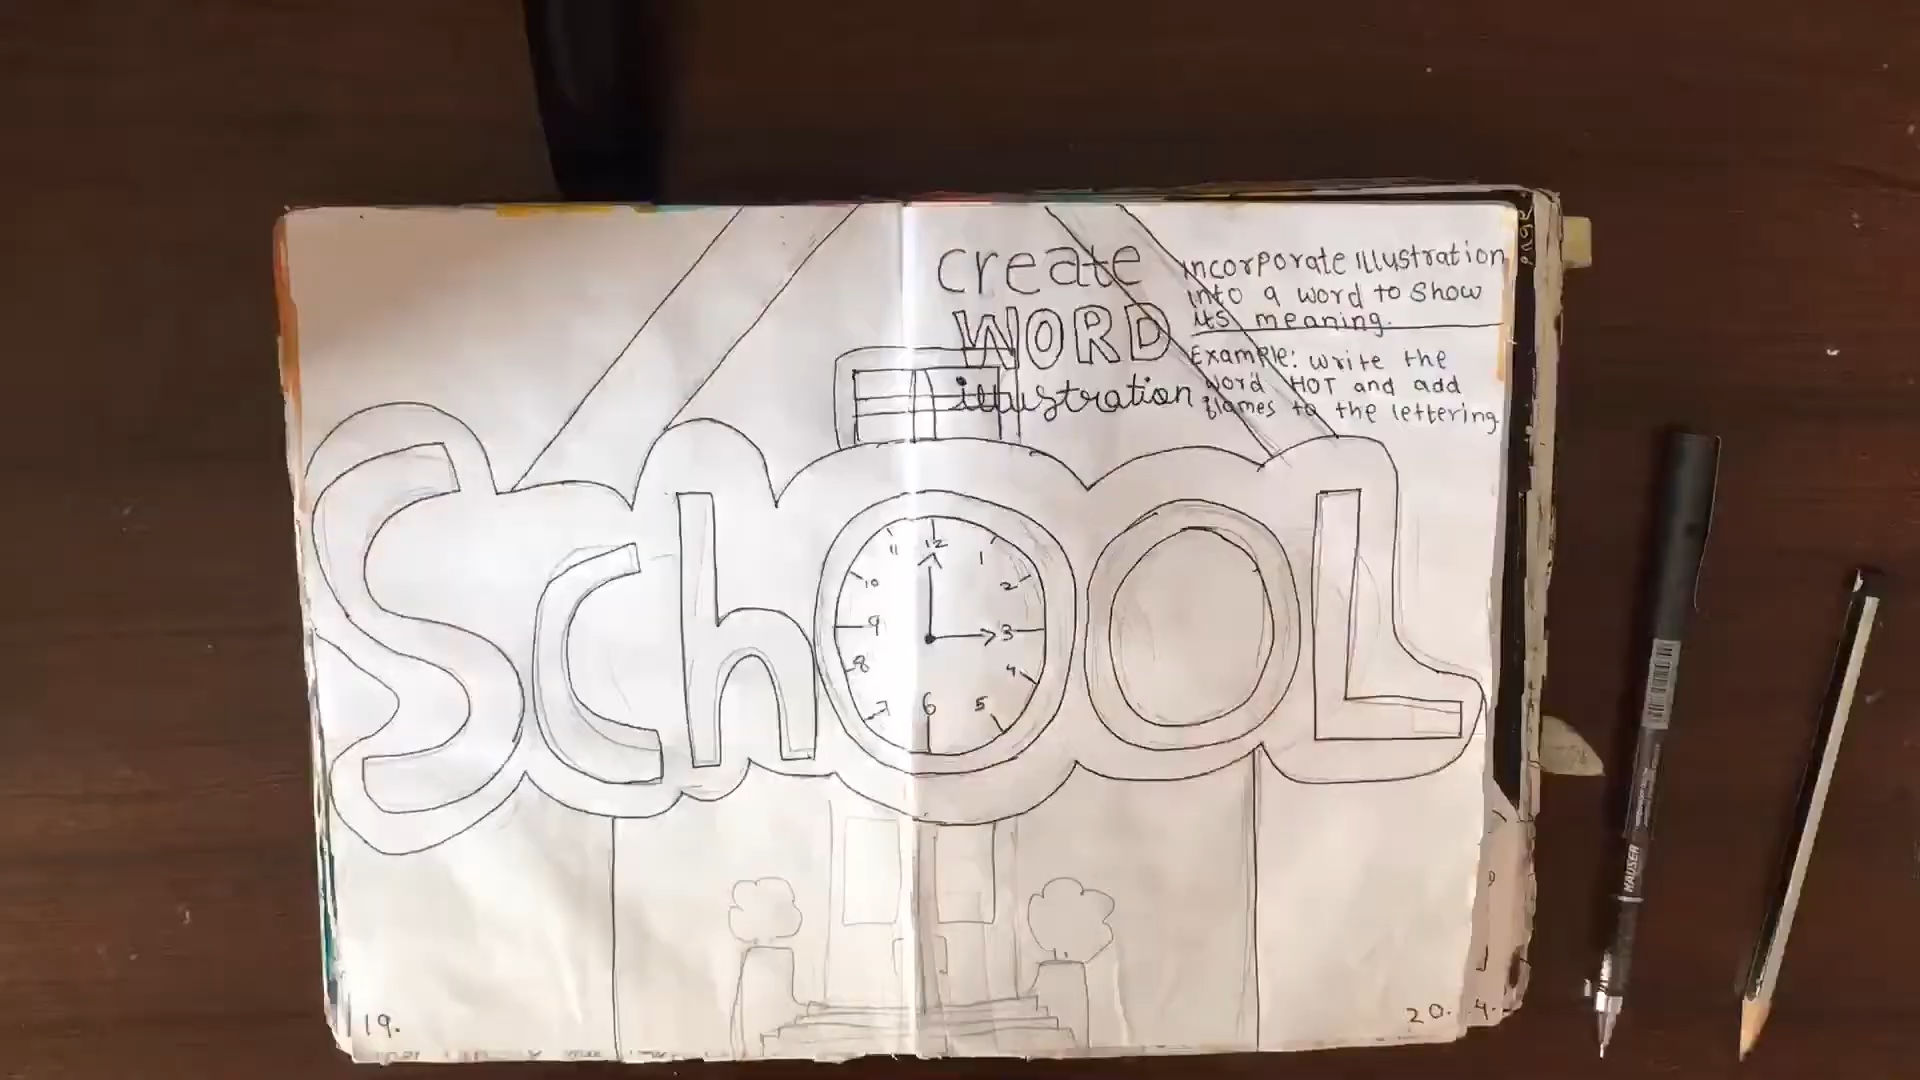 create
WORD
illustration
incorporate illustration
into a word to show
its meaning.
Example: write the
word HOT and add
flames to the lettering
School
12
1
2
3
4
5
6
7
8
9
10
11
19.
20.
4.
HAUSER
page